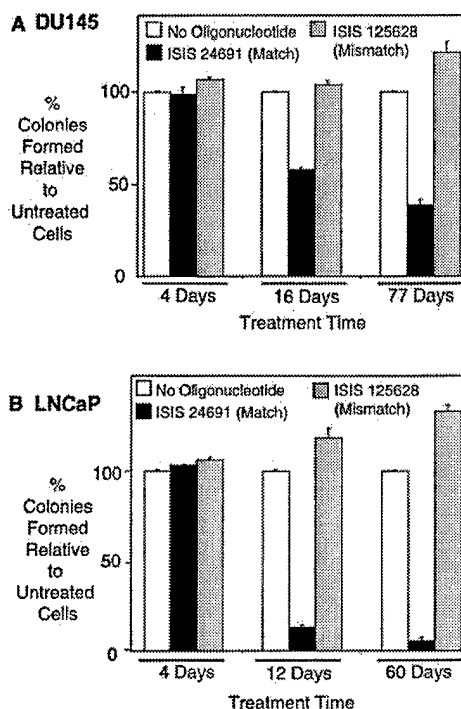 A DU145
No Oligonucleotide
ISIS 24691 (Match)
ISIS 125628
(Mismatch)
%
Colonies
Formed
Relative
to
Untreated
Cells
100
50
0
4 Days
16 Days
77 Days
Treatment Time
B LNCaP
No Oligonucleotide
ISIS 24691 (Match)
ISIS 125628
(Mismatch)
%
Colonies
Formed
Relative
to
Untreated
Cells
100
50
0
4 Days
12 Days
60 Days
Treatment Time